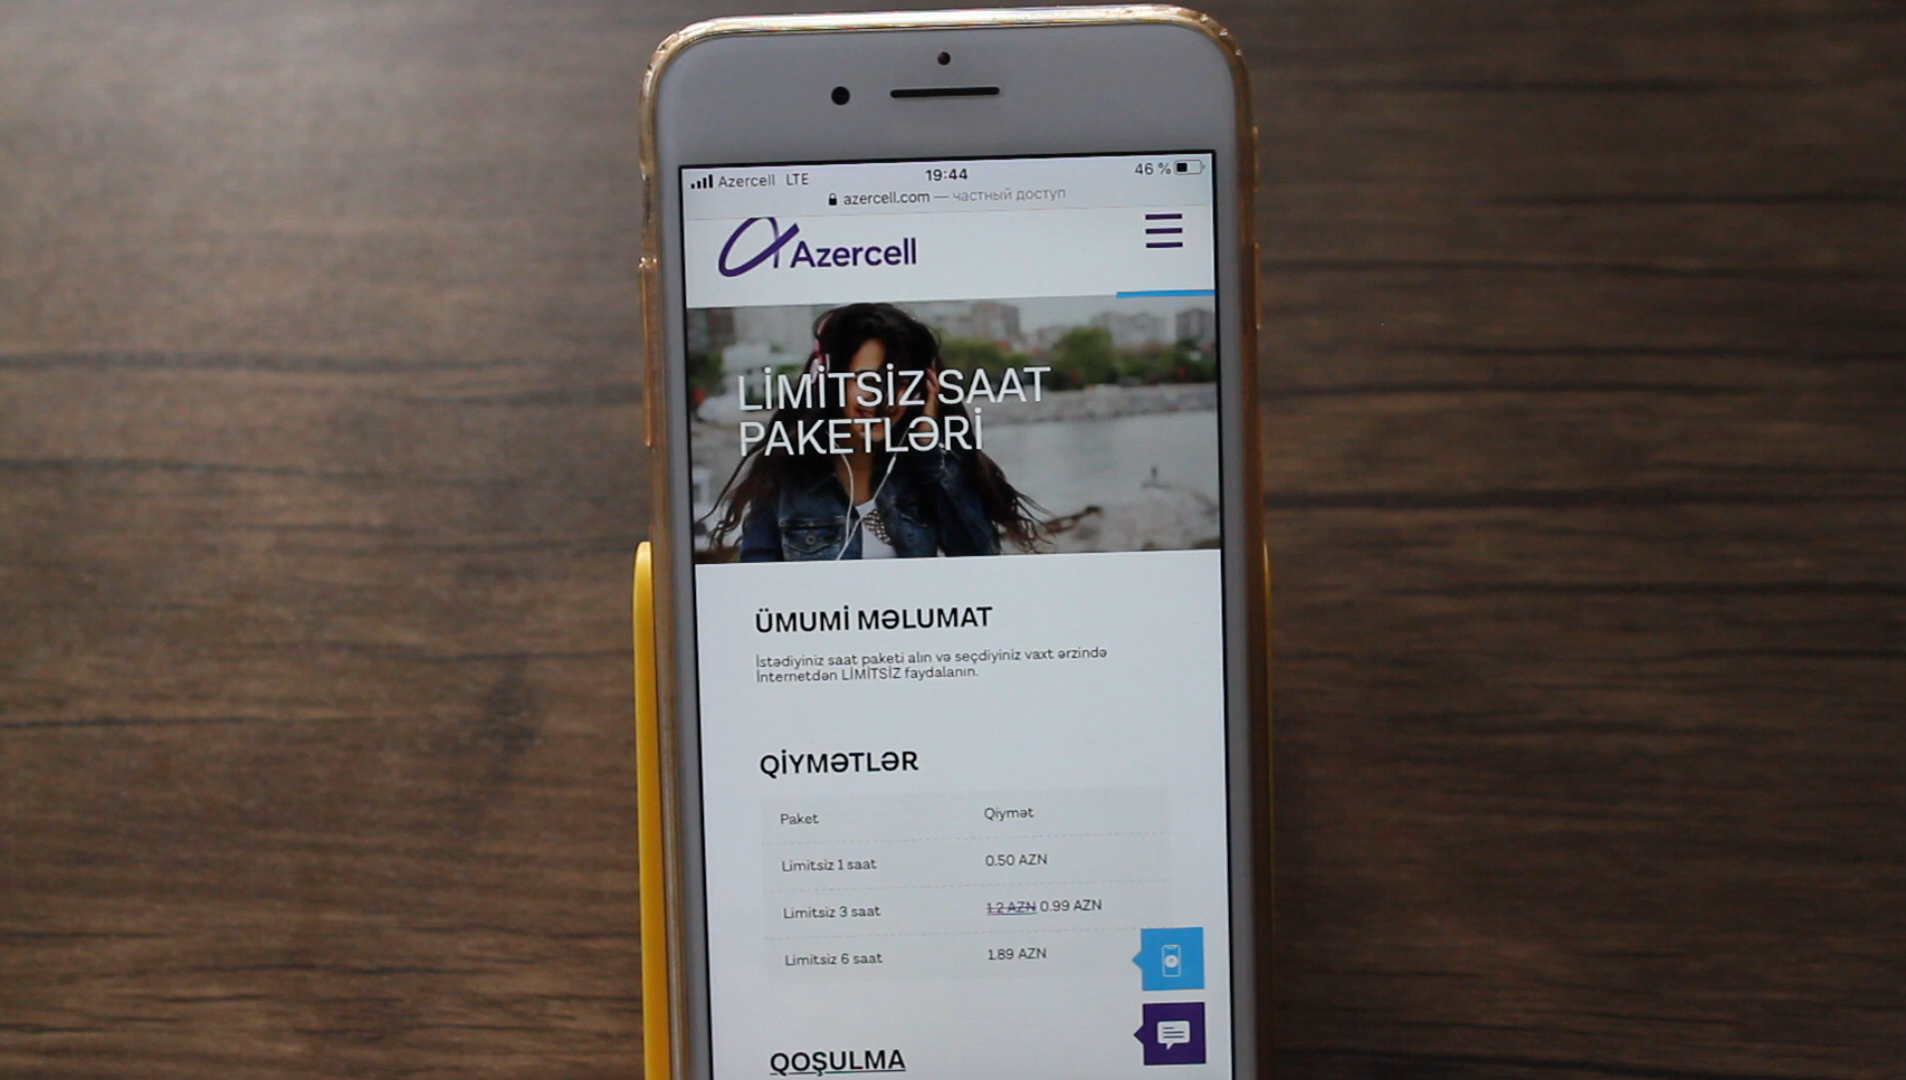 Azercell LTE 19:44 46 %
azercell.com — частный доступ
Azercell
LİMİTSİZ SAAT
PAKETLƏRİ
ÜMUMİ MƏLUMAT
İstədiyiniz saat paketi alın və seçdiyiniz vaxt ərzində
İnternetdən LİMİTSİZ faydalanın.
QİYMƏTLƏR
Paket Qiymət
Limitsiz 1 saat 0.50 AZN
Limitsiz 3 saat 1.2 AZN 0.99 AZN
Limitsiz 6 saat 1.89 AZN
QOŞULMA